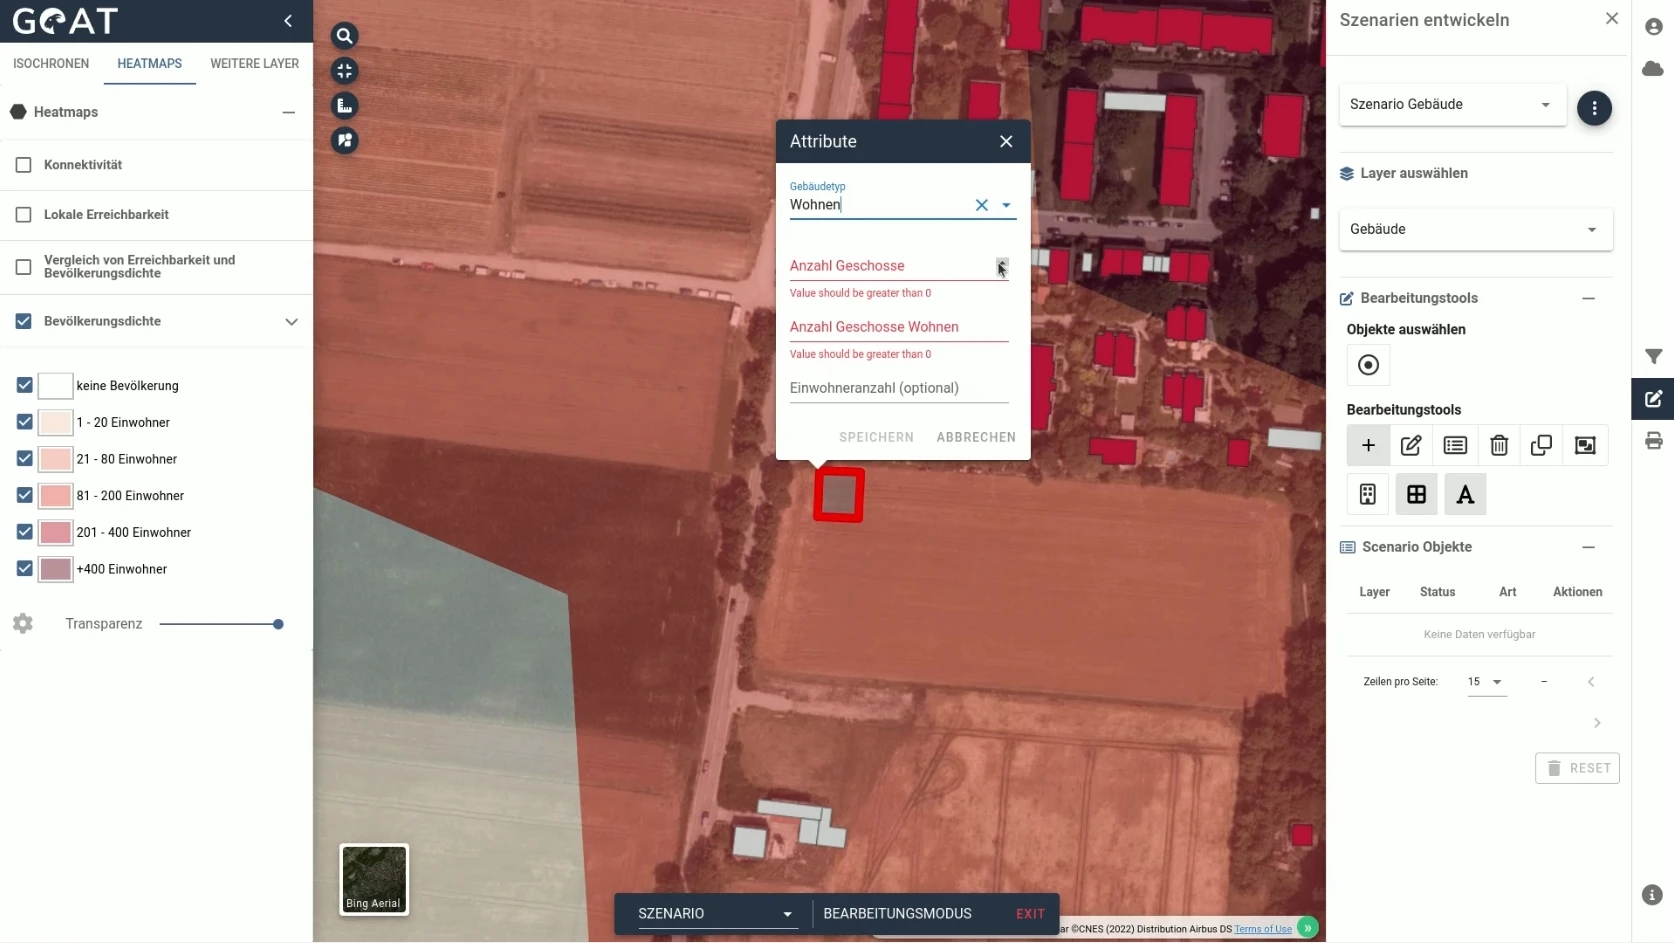 GOAT
ISOCHRONEN
HEATMAPS
WEITERE LAYER
Heatmaps
Konnektivität
Lokale Erreichbarkeit
Vergleich von Erreichbarkeit und
Bevölkerungsdichte
Bevölkerungsdichte
keine Bevölkerung
1 - 20 Einwohner
21 - 80 Einwohner
81 - 200 Einwohner
201 - 400 Einwohner
+400 Einwohner
Transparenz
Attribute
Gebäudetyp
Wohnen
Anzahl Geschosse
Value should be greater than 0
Anzahl Geschosse Wohnen
Value should be greater than 0
Einwohneranzahl (optional)
SPEICHERN
ABBRECHEN
Bing Aerial
SZENARIO
BEARBEITUNGSMODUS
EXIT
ar ©CNES (2022) Distribution Airbus DS Terms of Use
Szenarien entwickeln
Szenario Gebäude
Layer auswählen
Gebäude
Bearbeitungstools
Objekte auswählen
Bearbeitungstools
A
Scenario Objekte
Layer
Status
Art
Aktionen
Keine Daten verfügbar
Zeilen pro Seite:
15
–
RESET